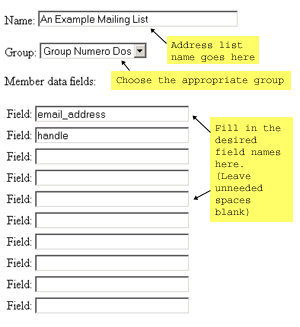 Name: An Example Mailing List
Address list
name goes here
Group: Group Numero Dos
Choose the appropriate group
Member data fields:
Field: email_address
Field: handle
Field:
Field:
Field:
Field:
Field:
Field:
Field:
Field:
Fill in the
desired
field names
here.
(Leave
unneeded
spaces
blank)